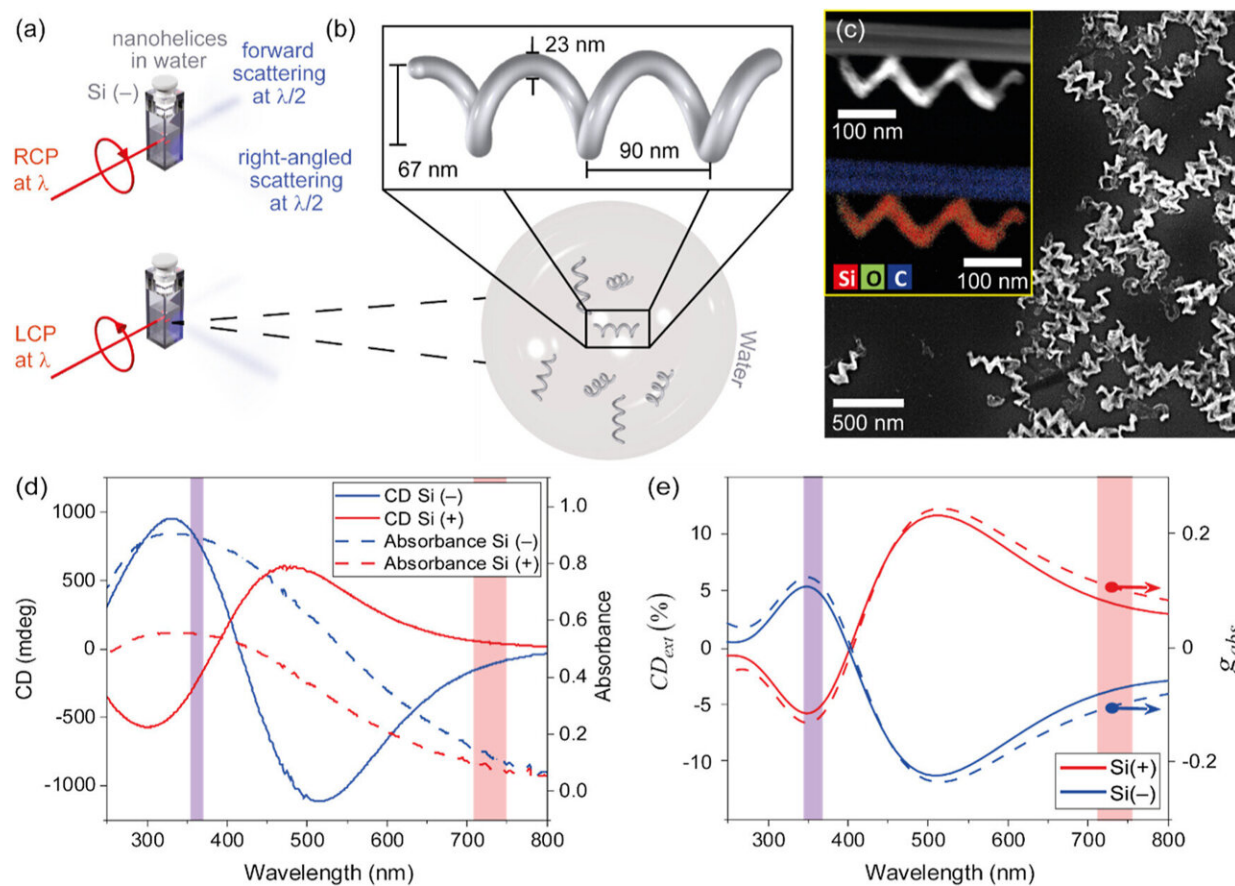 (a)
nanohelices
in water
Si (–)
forward
scattering
at λ/2
RCP
at λ
right-angled
scattering
at λ/2
LCP
at λ
(b)
23 nm
67 nm
90 nm
Water
(c)
100 nm
100 nm
Si O C
500 nm
(d)
CD Si (–)
CD Si (+)
Absorbance Si (–)
Absorbance Si (+)
CD (mdeg)
1000
500
0
-500
-1000
Absorbance
1.0
0.8
0.6
0.4
0.2
0.0
300 400 500 600 700 800
Wavelength (nm)
(e)
CDext (%)
10
5
0
-5
-10
gabs
0.2
0
-0.2
Si(+)
Si(–)
300 400 500 600 700 800
Wavelength (nm)